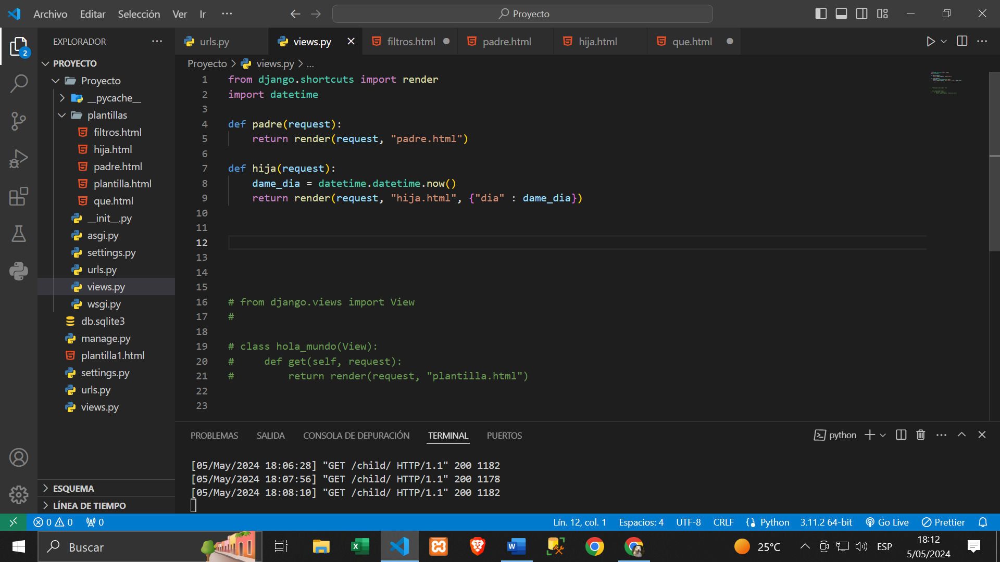 Archivo Editar Selección Ver Ir ··· Proyecto
EXPLORADOR ···
urls.py views.py filtros.html padre.html hija.html que.html
PROYECTO
Proyecto
__pycache__
plantillas
filtros.html
hija.html
padre.html
plantilla.html
que.html
__init__.py
asgi.py
settings.py
urls.py
views.py
wsgi.py
db.sqlite3
manage.py
plantilla1.html
settings.py
urls.py
views.py
ESQUEMA
LÍNEA DE TIEMPO
2
Proyecto > views.py > ...
1 from django.shortcuts import render
2 import datetime
3
4 def padre(request):
5     return render(request, "padre.html")
6
7 def hija(request):
8     dame_dia = datetime.datetime.now()
9     return render(request, "hija.html", {"dia" : dame_dia})
10
11
12
13
14
15
16 # from django.views import View
17 #
18
19 # class hola_mundo(View):
20 #     def get(self, request):
21 #         return render(request, "plantilla.html")
22
23
PROBLEMAS SALIDA CONSOLA DE DEPURACIÓN TERMINAL PUERTOS python
[05/May/2024 18:06:28] "GET /child/ HTTP/1.1" 200 1182
[05/May/2024 18:07:56] "GET /child/ HTTP/1.1" 200 1178
[05/May/2024 18:08:10] "GET /child/ HTTP/1.1" 200 1182
0 0 0 Lín. 12, col. 1 Espacios: 4 UTF-8 CRLF Python 3.11.2 64-bit Go Live Prettier
Buscar 25°C ESP 18:12
5/05/2024